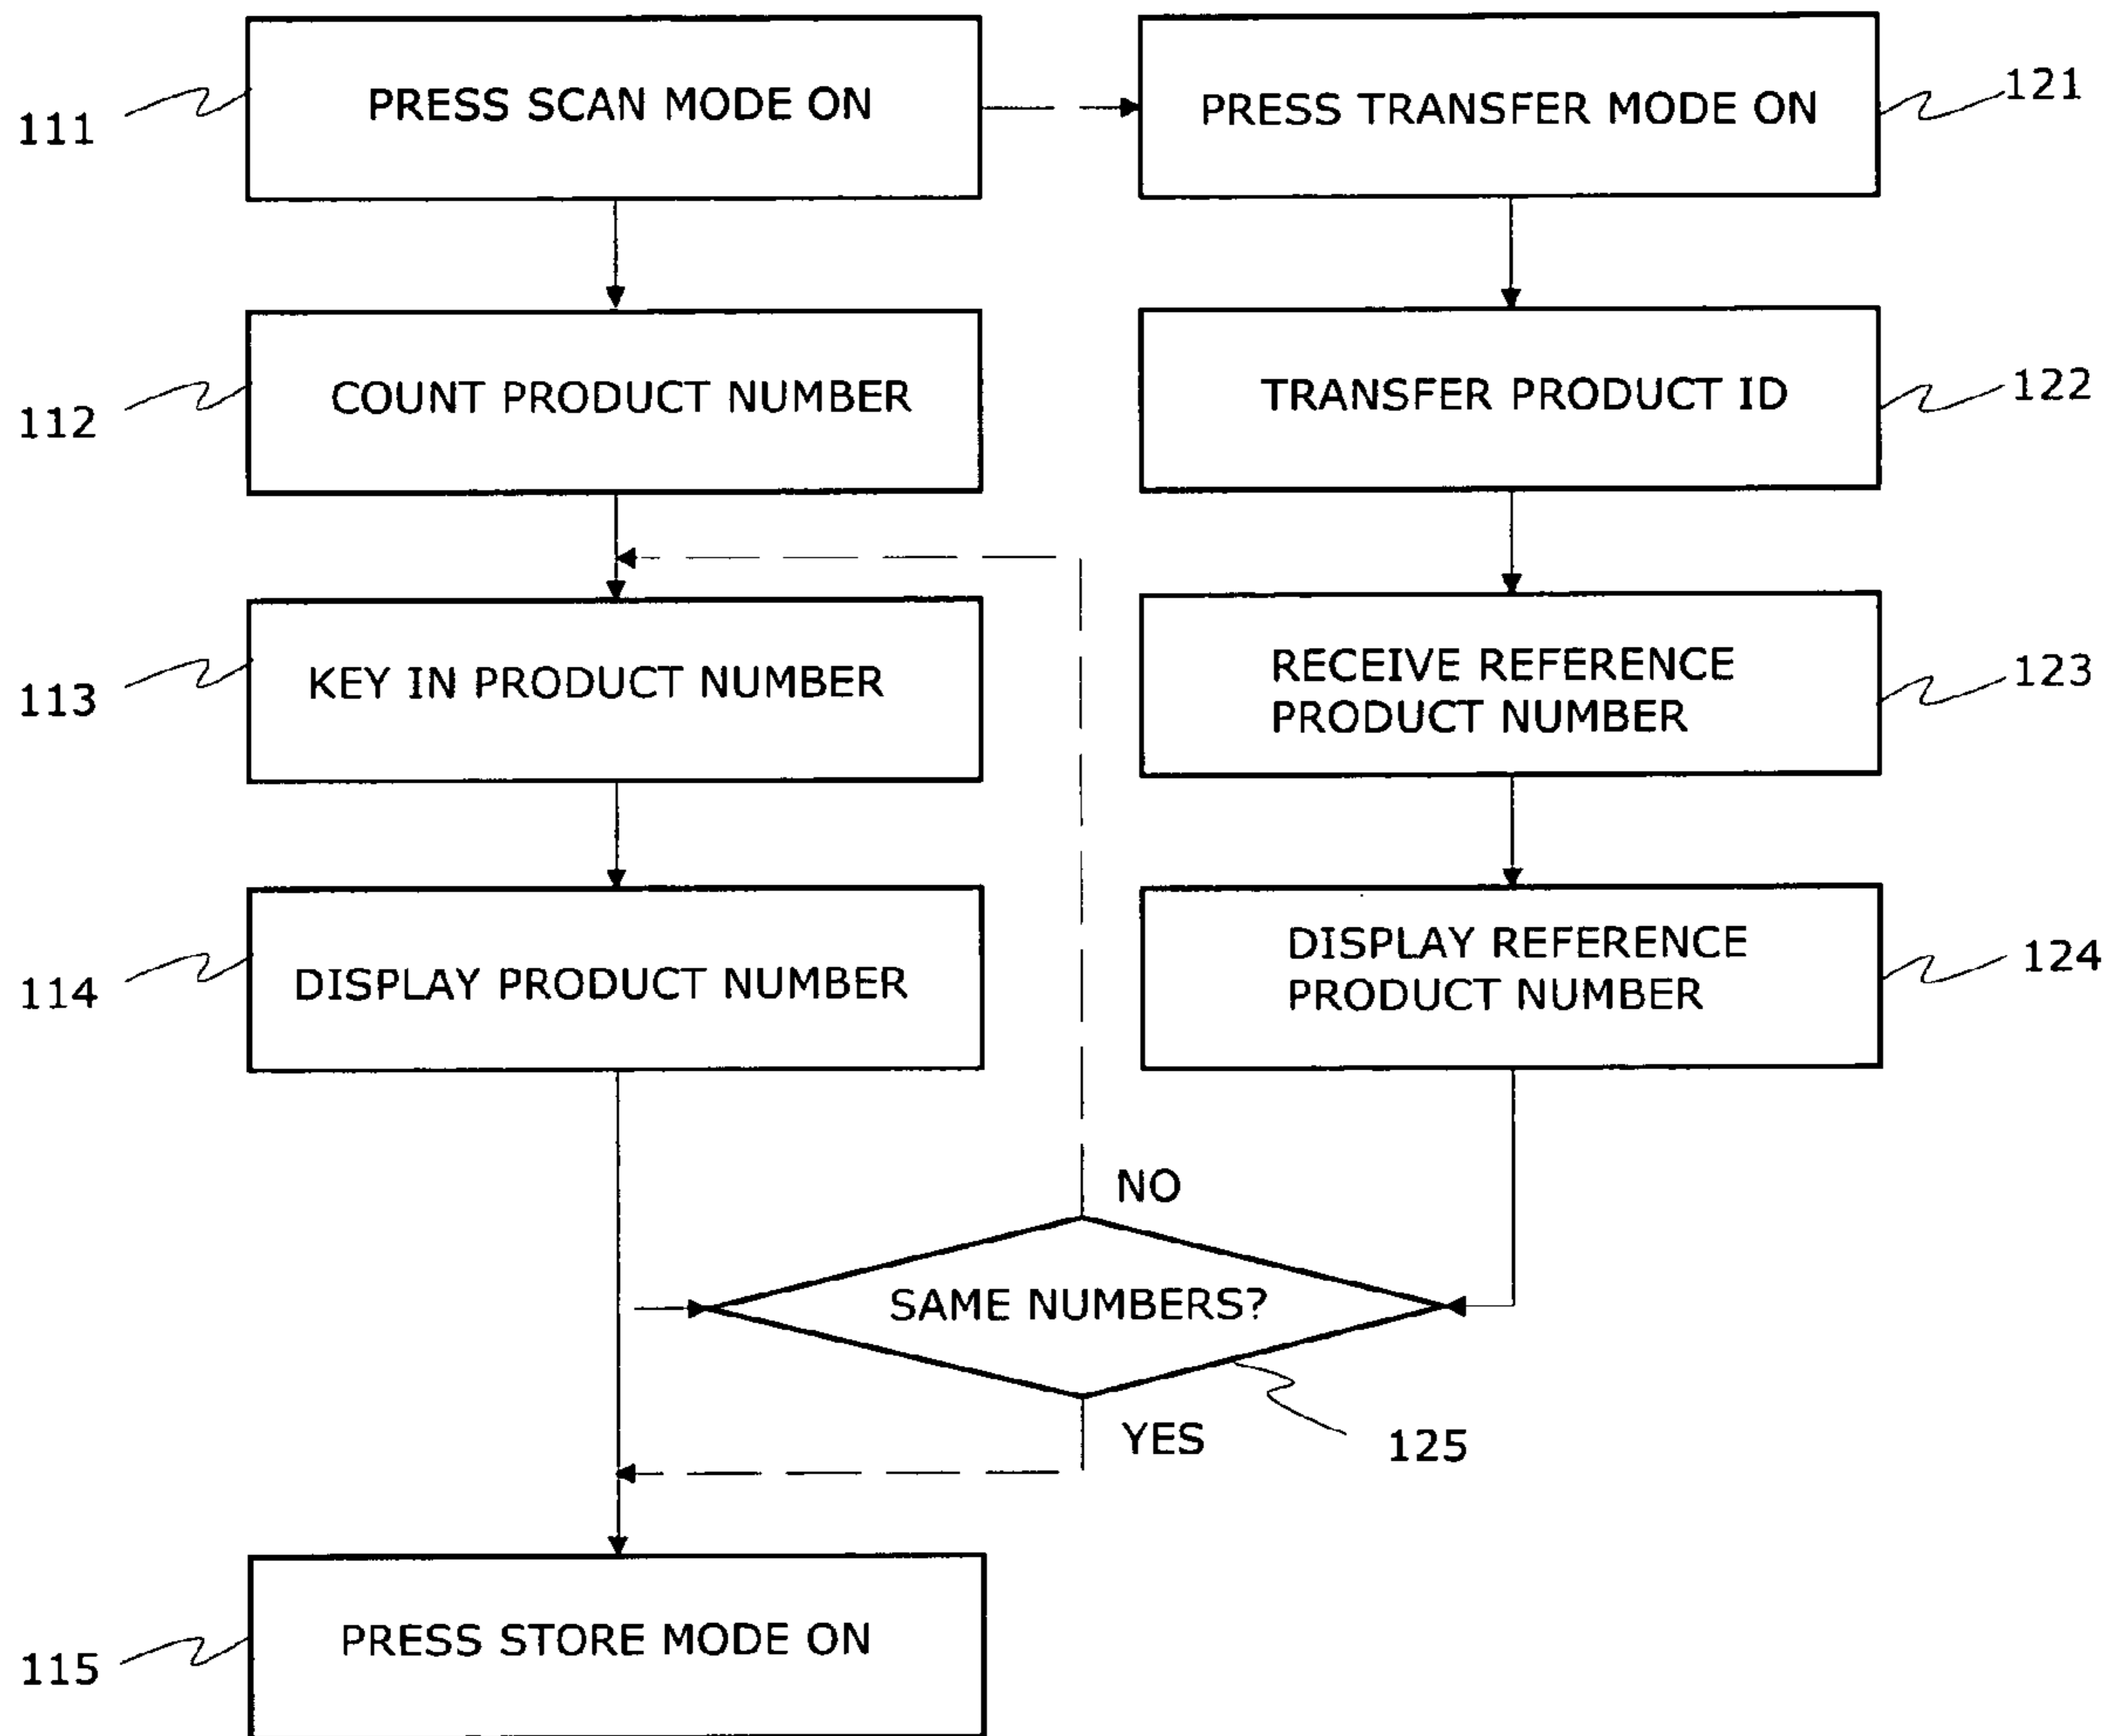 PRESS SCAN MODE ON
111
PRESS TRANSFER MODE ON
121
COUNT PRODUCT NUMBER
112
TRANSFER PRODUCT ID
122
KEY IN PRODUCT NUMBER
113
RECEIVE REFERENCE
PRODUCT NUMBER
123
DISPLAY PRODUCT NUMBER
114
DISPLAY REFERENCE
PRODUCT NUMBER
124
NO
SAME NUMBERS?
YES
125
PRESS STORE MODE ON
115